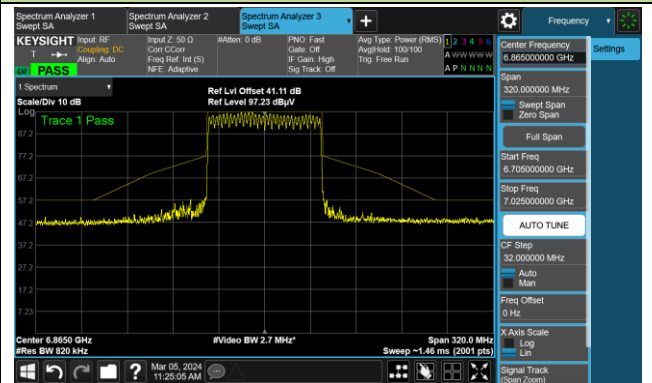 Spectrum Analyzer 1
Swept SA
Spectrum Analyzer 2
Swept SA
Spectrum Analyzer 3
Swept SA
Frequency
KEYSIGHT
Input: RF
Coupling: DC
Align: Auto
Input Z: 50 Ω
Corr CCorr
Freq Ref: Int (S)
NFE: Adaptive
#Atten: 0 dB
PNO: Fast
Gate: Off
IF Gain: High
Sig Track: Off
Avg Type: Power (RMS)
Avg|Hold: 100/100
Trig: Free Run
1 2 3 4 5 6
A W W W W W
A P N N N N
PASS
1 Spectrum
Scale/Div 10 dB
Ref Lvl Offset 41.11 dB
Ref Level 97.23 dBµV
Log
Trace 1 Pass
87.2
77.2
67.2
57.2
47.2
37.2
27.2
17.2
7.23
Center 6.8650 GHz
#Res BW 820 kHz
#Video BW 2.7 MHz*
Span 320.0 MHz
Sweep ~1.46 ms (2001 pts)
Mar 05, 2024
11:25:05 AM
Center Frequency
6.865000000 GHz
Settings
Span
320.000000 MHz
Swept Span
Zero Span
Full Span
Start Freq
6.705000000 GHz
Stop Freq
7.025000000 GHz
AUTO TUNE
CF Step
32.000000 MHz
Auto
Man
Freq Offset
0 Hz
X Axis Scale
Log
Lin
Signal Track
(Span Zoom)